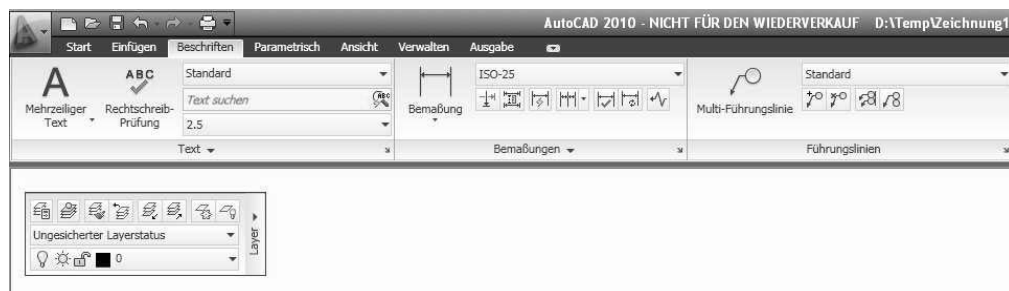 AutoCAD 2010 - NICHT FÜR DEN WIEDERVERKAUF D:\Temp\Zeichnung1
Start Einfügen Beschriften Parametrisch Ansicht Verwalten Ausgabe
A
Mehrzeiliger
Text
ABC
Rechtschreib-
Prüfung
Standard
Text suchen
2.5
Text
Bemaßung
ISO-25
Bemaßungen
Multi-Führungslinie
Standard
Führungslinien
Ungesicherter Layerstatus
0
Layer